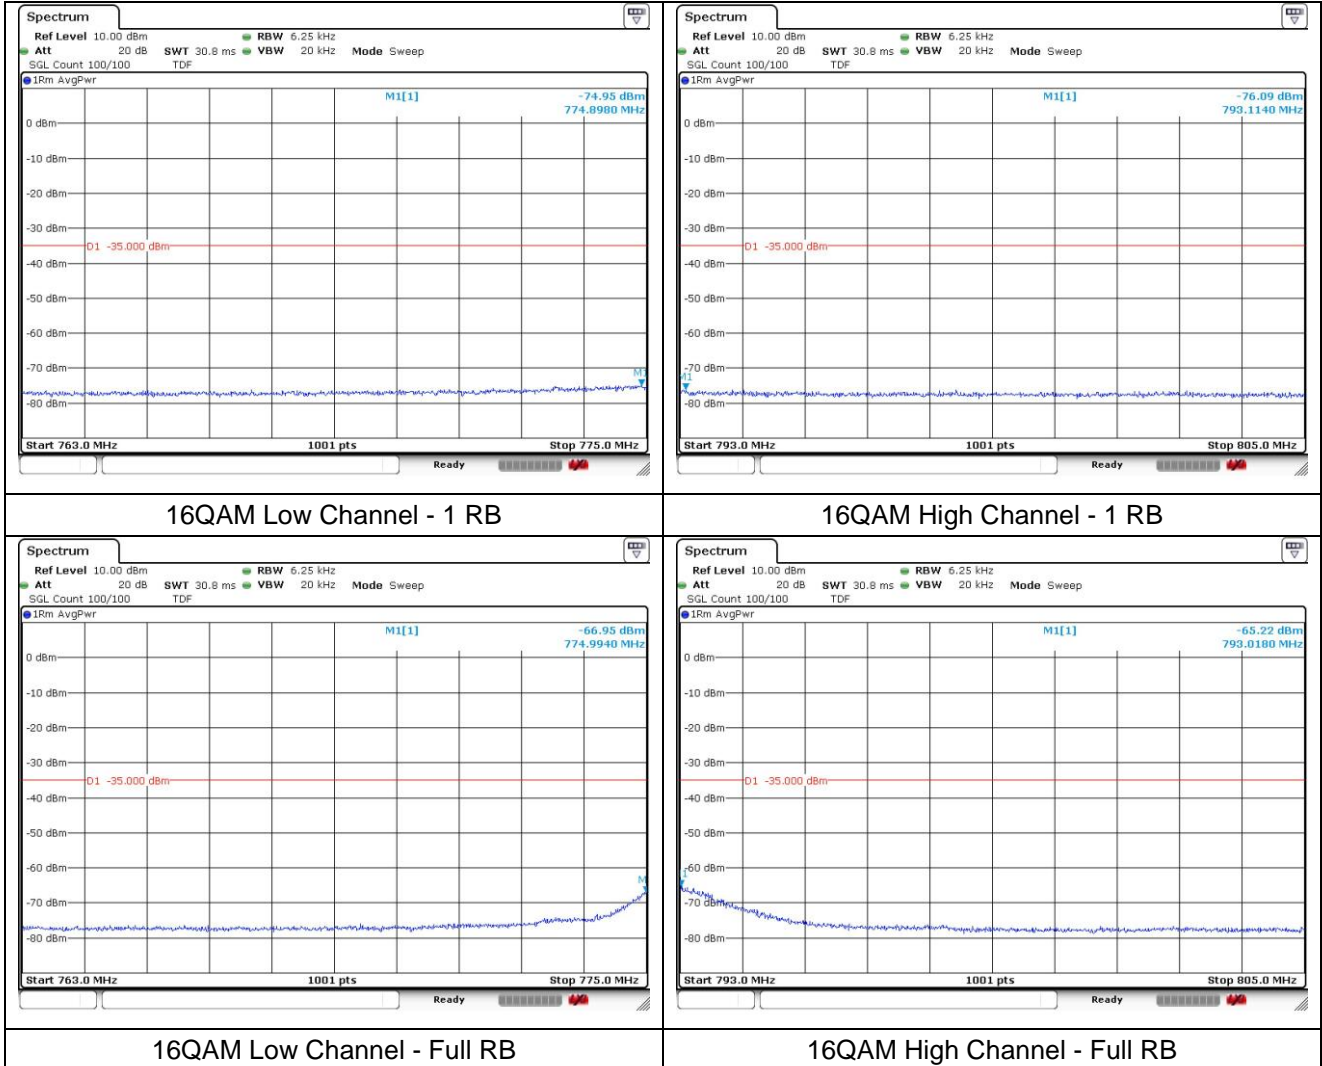 Spectrum
Ref Level 10.00 dBm RBW 6.25 kHz
Att 20 dB SWT 30.8 ms VBW 20 kHz Mode Sweep
SGL Count 100/100 TDF
1Rm AvgPwr
M1[1] -74.95 dBm
774.8980 MHz
0 dBm
-10 dBm
-20 dBm
-30 dBm
D1 -35.000 dBm
-40 dBm
-50 dBm
-60 dBm
-70 dBm
M1
-80 dBm
Start 763.0 MHz 1001 pts Stop 775.0 MHz
Ready
16QAM Low Channel - 1 RB
Spectrum
Ref Level 10.00 dBm RBW 6.25 kHz
Att 20 dB SWT 30.8 ms VBW 20 kHz Mode Sweep
SGL Count 100/100 TDF
1Rm AvgPwr
M1[1] -76.09 dBm
793.1140 MHz
0 dBm
-10 dBm
-20 dBm
-30 dBm
D1 -35.000 dBm
-40 dBm
-50 dBm
-60 dBm
-70 dBm
M1
-80 dBm
Start 793.0 MHz 1001 pts Stop 805.0 MHz
Ready
16QAM High Channel - 1 RB
Spectrum
Ref Level 10.00 dBm RBW 6.25 kHz
Att 20 dB SWT 30.8 ms VBW 20 kHz Mode Sweep
SGL Count 100/100 TDF
1Rm AvgPwr
M1[1] -66.95 dBm
774.9940 MHz
0 dBm
-10 dBm
-20 dBm
-30 dBm
D1 -35.000 dBm
-40 dBm
-50 dBm
-60 dBm
M
-70 dBm
-80 dBm
Start 763.0 MHz 1001 pts Stop 775.0 MHz
Ready
16QAM Low Channel - Full RB
Spectrum
Ref Level 10.00 dBm RBW 6.25 kHz
Att 20 dB SWT 30.8 ms VBW 20 kHz Mode Sweep
SGL Count 100/100 TDF
1Rm AvgPwr
M1[1] -65.22 dBm
793.0180 MHz
0 dBm
-10 dBm
-20 dBm
-30 dBm
D1 -35.000 dBm
-40 dBm
-50 dBm
-60 dBm
1
-70 dBm
-80 dBm
Start 793.0 MHz 1001 pts Stop 805.0 MHz
Ready
16QAM High Channel - Full RB